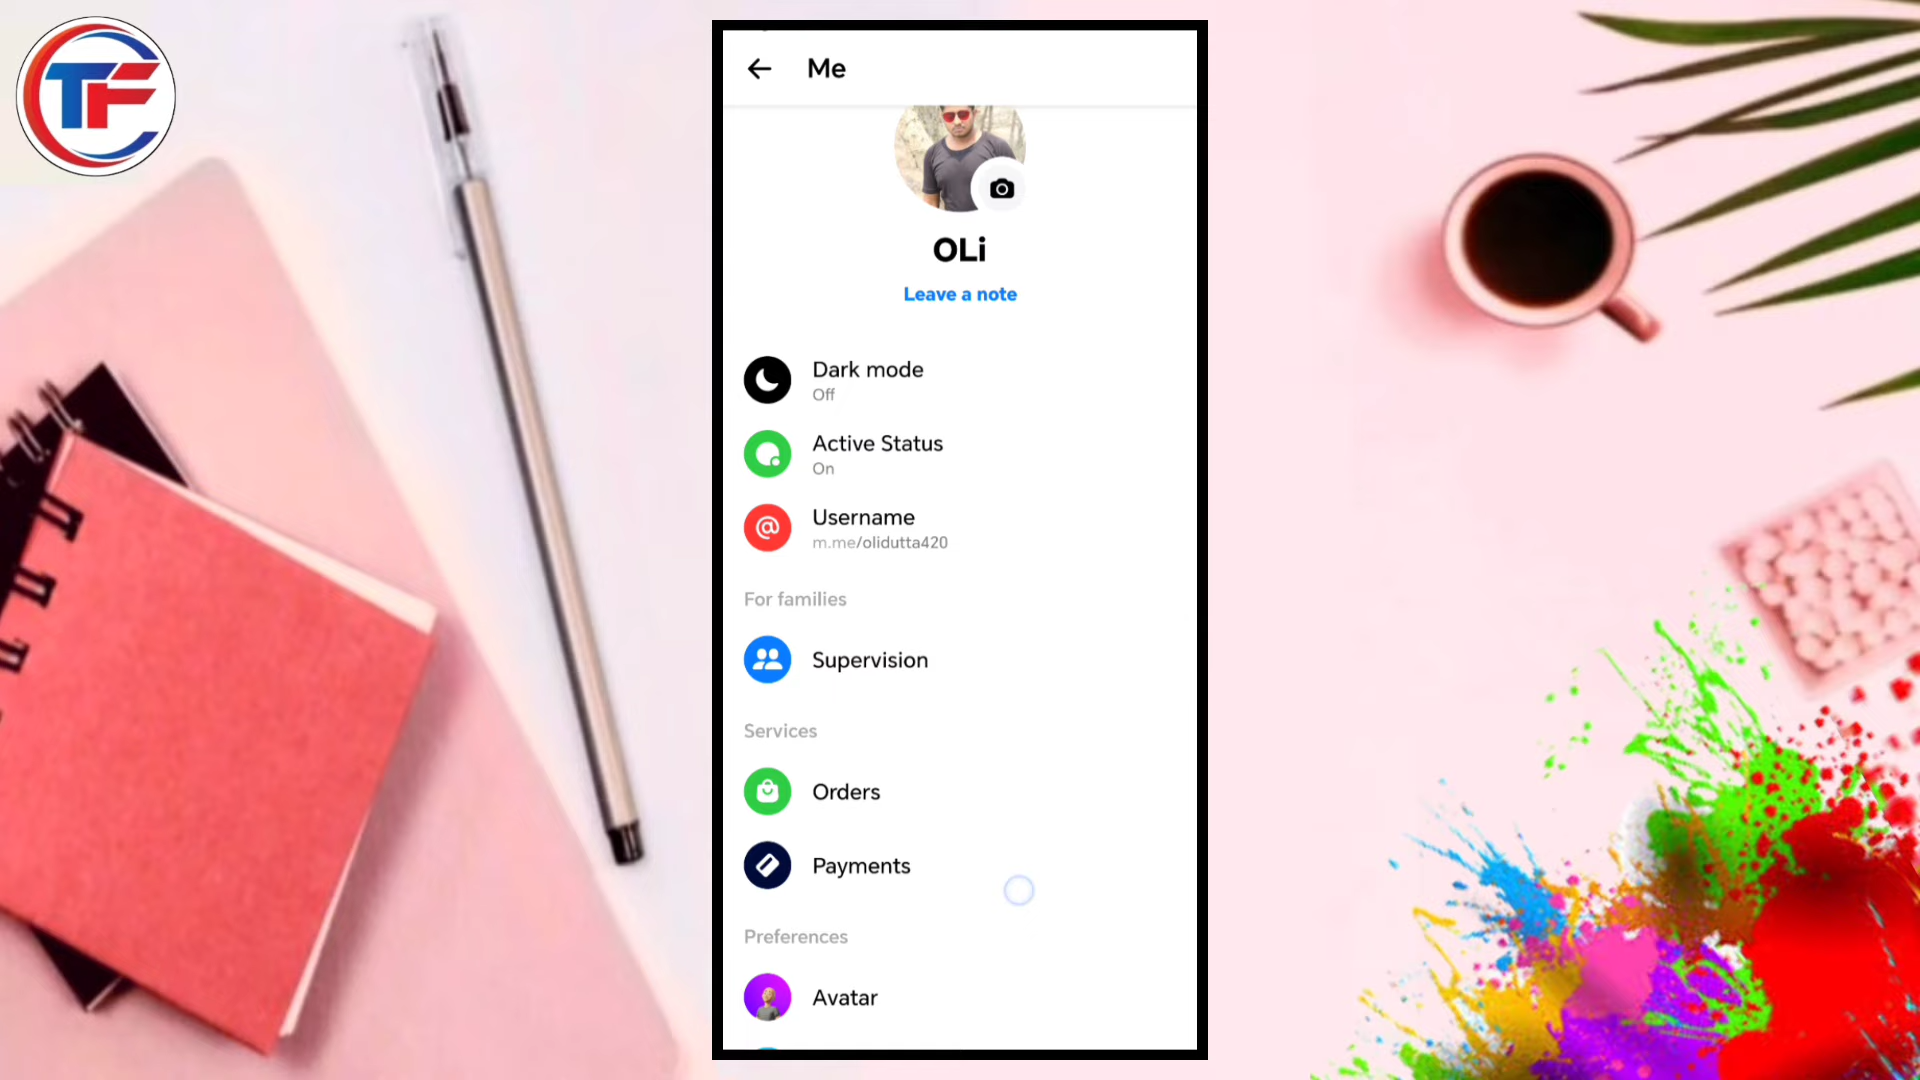 TF
Me
OLi
Leave a note
Dark mode
Off
Active Status
On
Username
m.me/olidutta420
For families
Supervision
Services
Orders
Payments
Preferences
Avatar